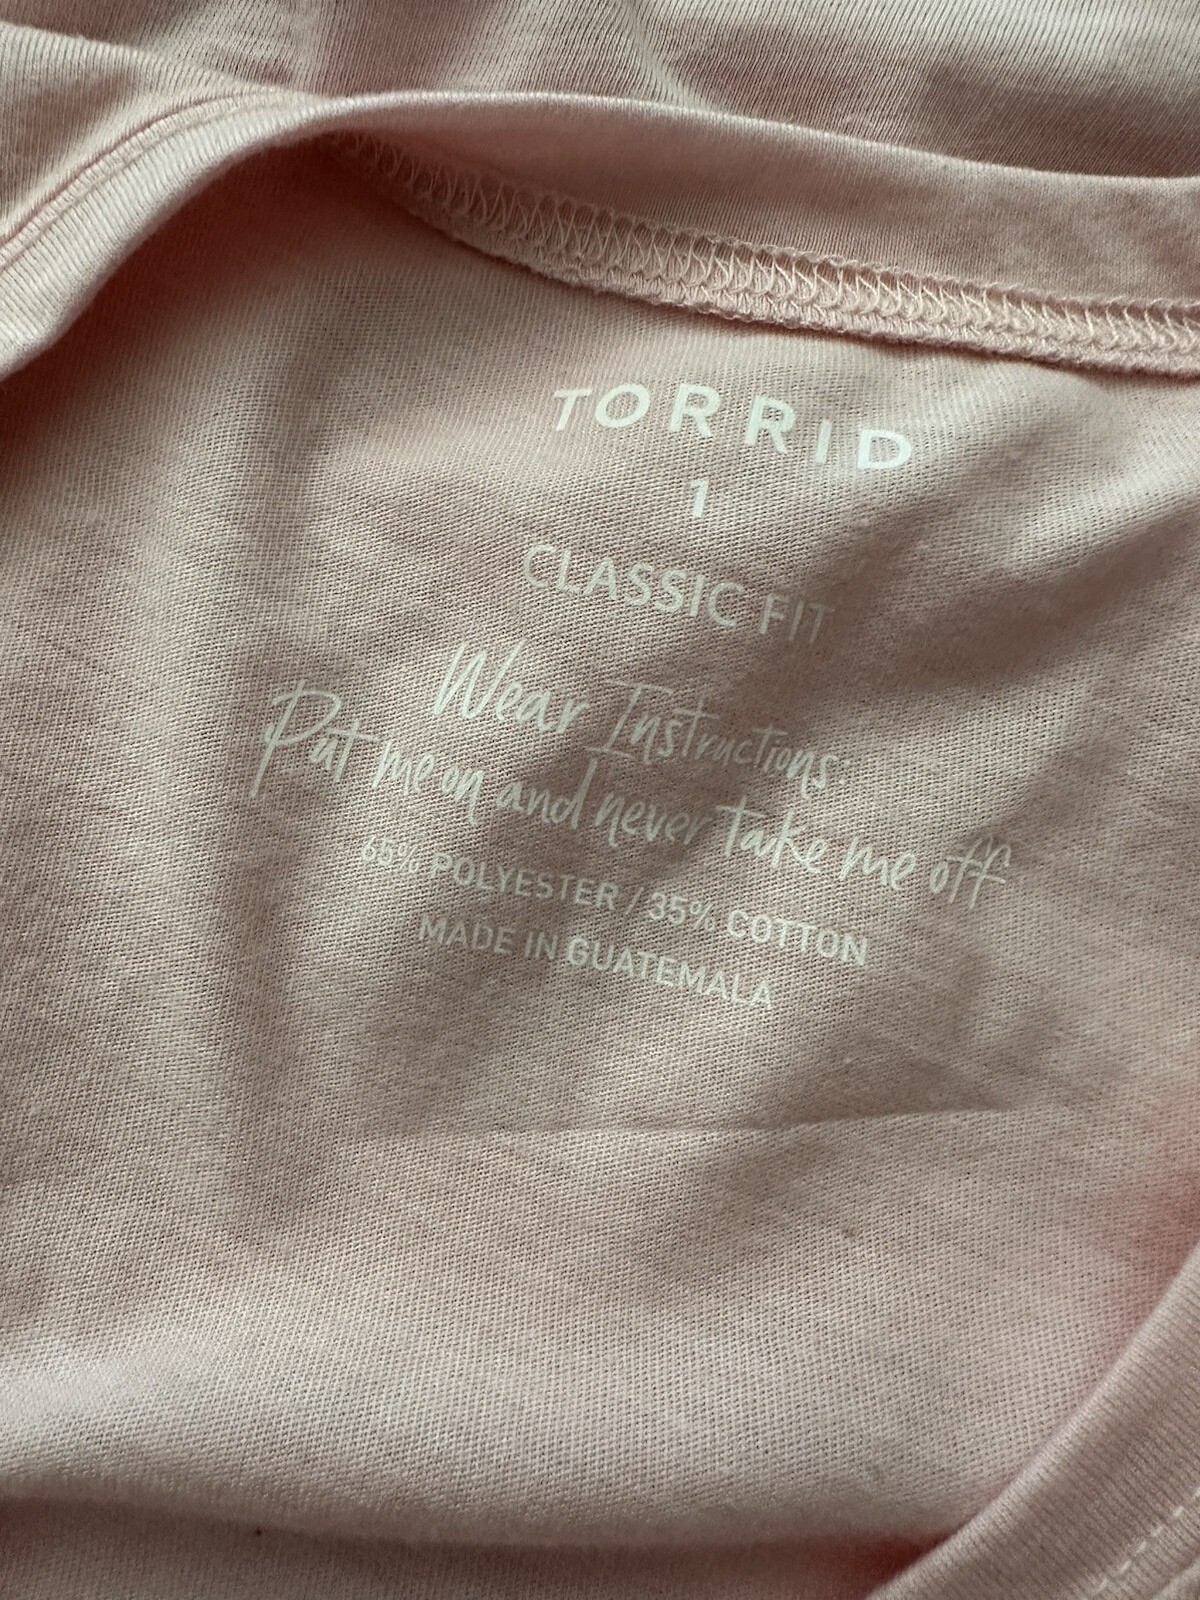 TORRID
1
CLASSIC FIT
Wear Instructions:
Put me on and never take me off
65% POLYESTER / 35% COTTON
MADE IN GUATEMALA